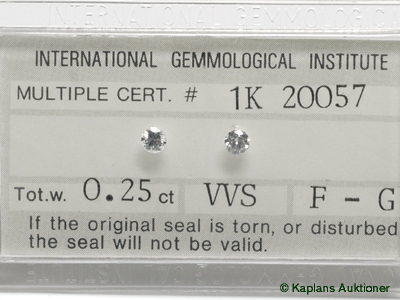 INTERNATIONAL GEMMOLOGICAL INSTITUTE
MULTIPLE CERT. # 1K 20057
Tot.w. 0.25 ct VVS F - G
If the original seal is torn, or disturbed
the seal will not be valid.
© Kaplans Auktioner